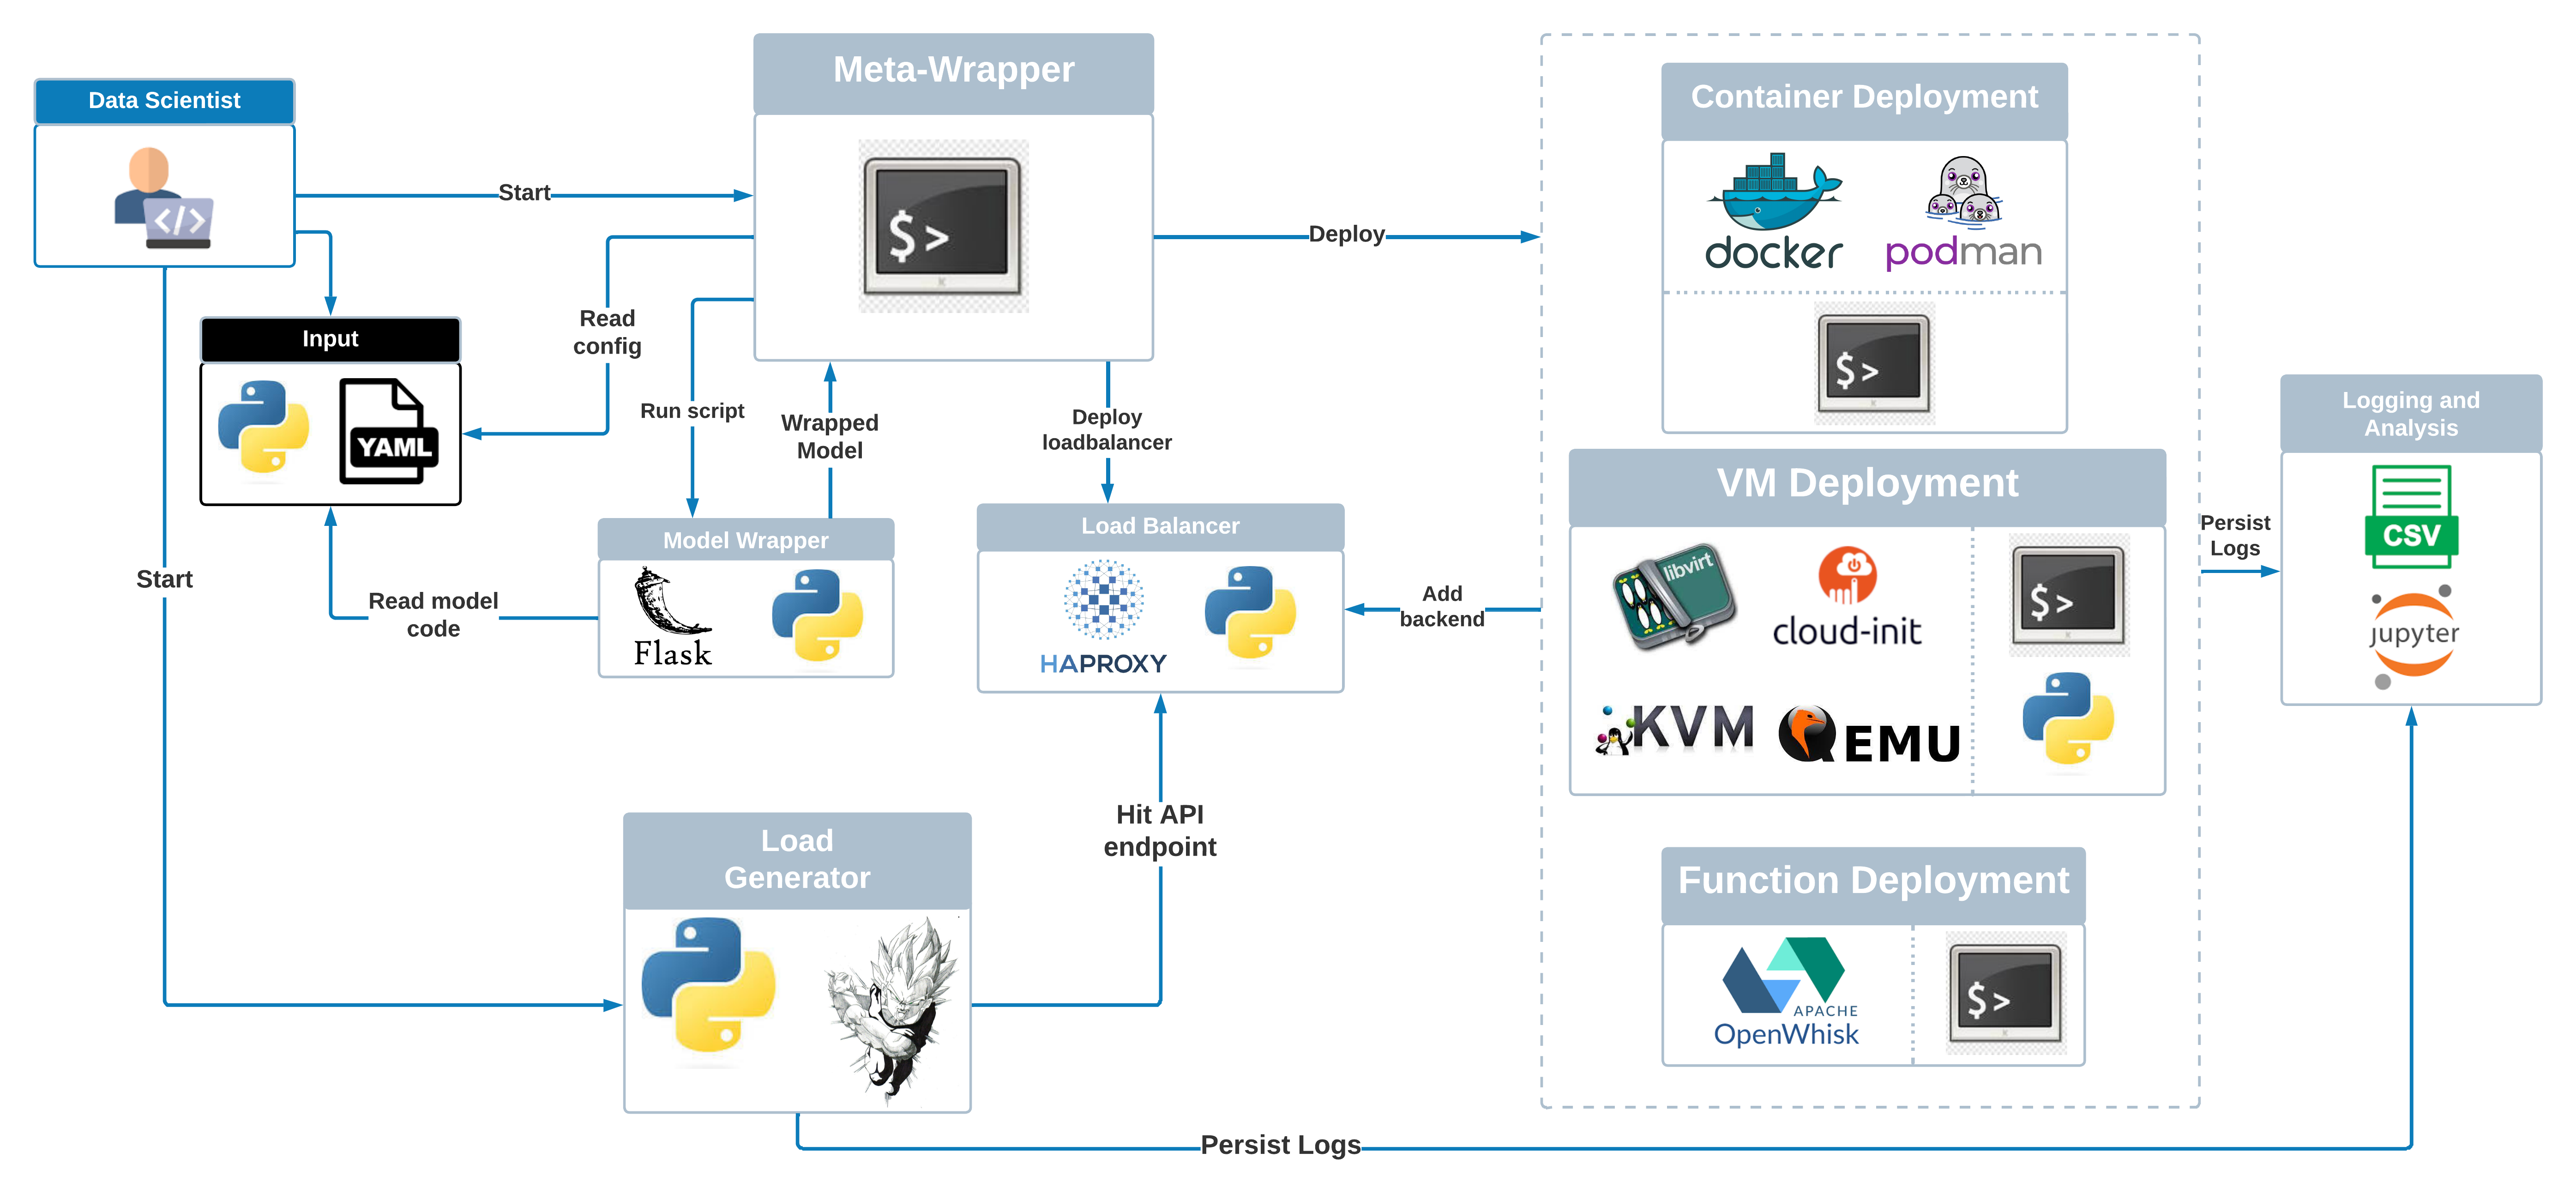 Data Scientist
</>
Start
Meta-Wrapper
$ >
Deploy
Container Deployment
docker
podman
$ >
Input
YAML
Read
config
Run script
Wrapped
Model
Deploy
loadbalancer
Start
Read model
code
Model Wrapper
Flask
Load Balancer
HAPROXY
Add
backend
VM Deployment
libvirt
cloud-init
$ >
KVM
QEMU
Persist
Logs
Logging and
Analysis
CSV
jupyter
Load
Generator
Hit API
endpoint
Function Deployment
APACHE
OpenWhisk
$ >
Persist Logs